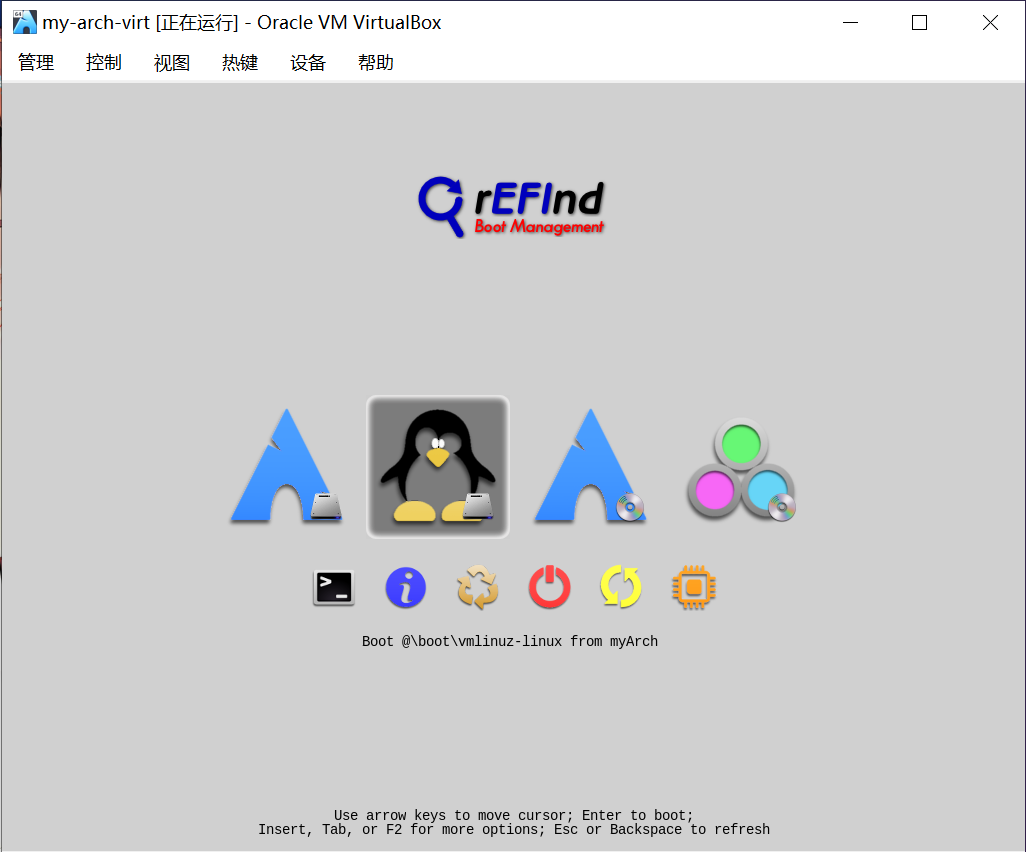 my-arch-virt [正在运行] - Oracle VM VirtualBox
管理 控制 视图 热键 设备 帮助
rEFInd
Boot Management
Boot @\boot\vmlinuz-linux from myArch
Use arrow keys to move cursor; Enter to boot;
Insert, Tab, or F2 for more options; Esc or Backspace to refresh